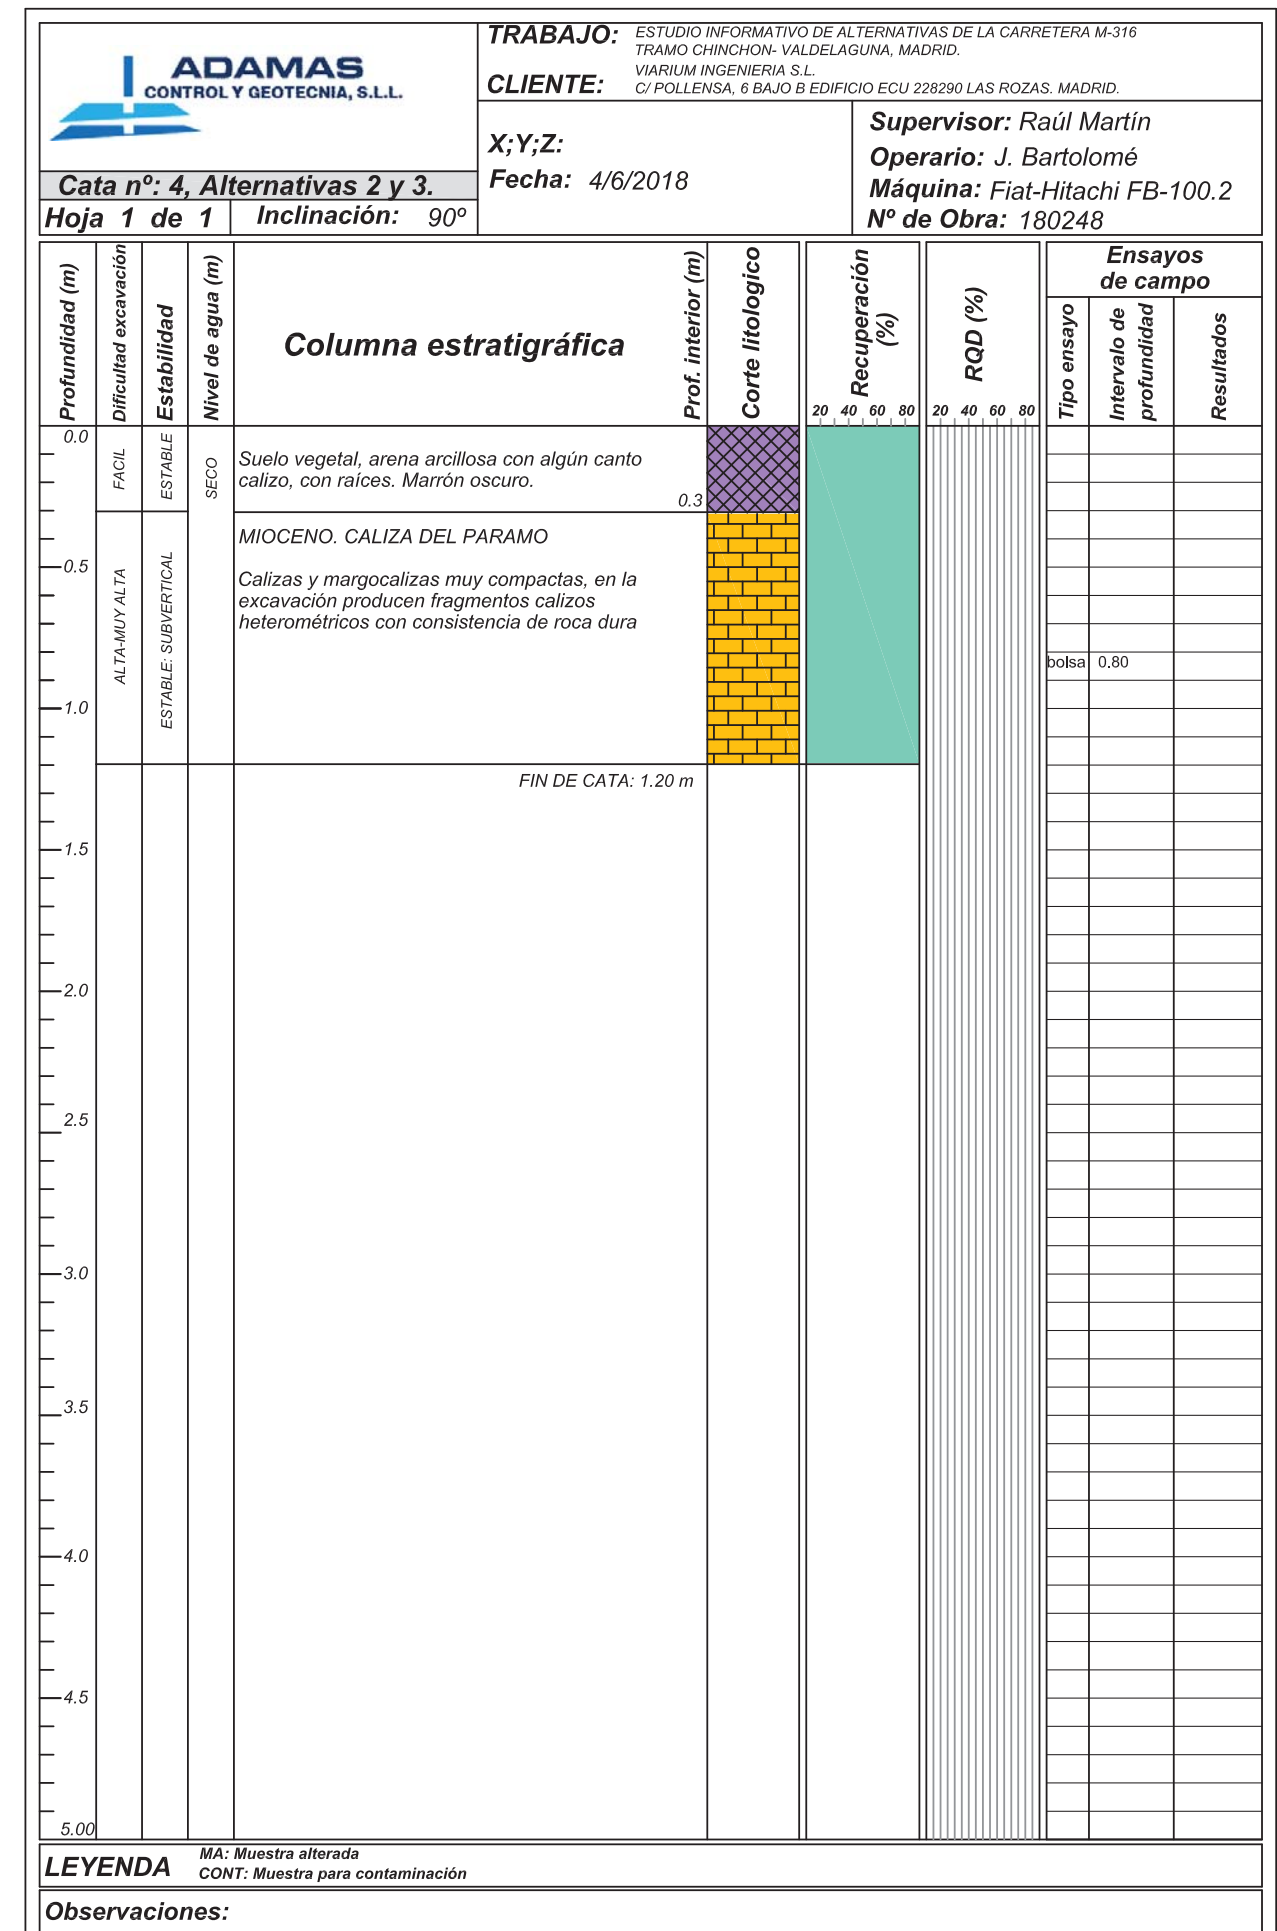 ADAMAS
CONTROL Y GEOTECNIA, S.L.L.
TRABAJO: ESTUDIO INFORMATIVO DE ALTERNATIVAS DE LA CARRETERA M-316
TRAMO CHINCHON- VALDELAGUNA, MADRID.
CLIENTE: VIARIUM INGENIERIA S.L.
C/ POLLENSA, 6 BAJO B EDIFICIO ECU 228290 LAS ROZAS. MADRID.
Cata nº: 4, Alternativas 2 y 3.
Hoja 1 de 1
Inclinación: 90º
X;Y;Z:
Fecha: 4/6/2018
Supervisor: Raúl Martín
Operario: J. Bartolomé
Máquina: Fiat-Hitachi FB-100.2
Nº de Obra: 180248
Profundidad (m)
Dificultad excavación
Estabilidad
Nivel de agua (m)
Columna estratigráfica
Prof. interior (m)
Corte litologico
Recuperación
(%)
20 40 60 80
RQD (%)
20 40 60 80
Ensayos
de campo
Tipo ensayo
Intervalo de
profundidad
Resultados
0.0
FACIL
ESTABLE
SECO
Suelo vegetal, arena arcillosa con algún canto
calizo, con raíces. Marrón oscuro.
0.3
MIOCENO. CALIZA DEL PARAMO
0.5
ALTA-MUY ALTA
ESTABLE: SUBVERTICAL
Calizas y margocalizas muy compactas, en la
excavación producen fragmentos calizos
heterométricos con consistencia de roca dura
bolsa 0.80
1.0
FIN DE CATA: 1.20 m
1.5
2.0
2.5
3.0
3.5
4.0
4.5
5.00
LEYENDA
MA: Muestra alterada
CONT: Muestra para contaminación
Observaciones: